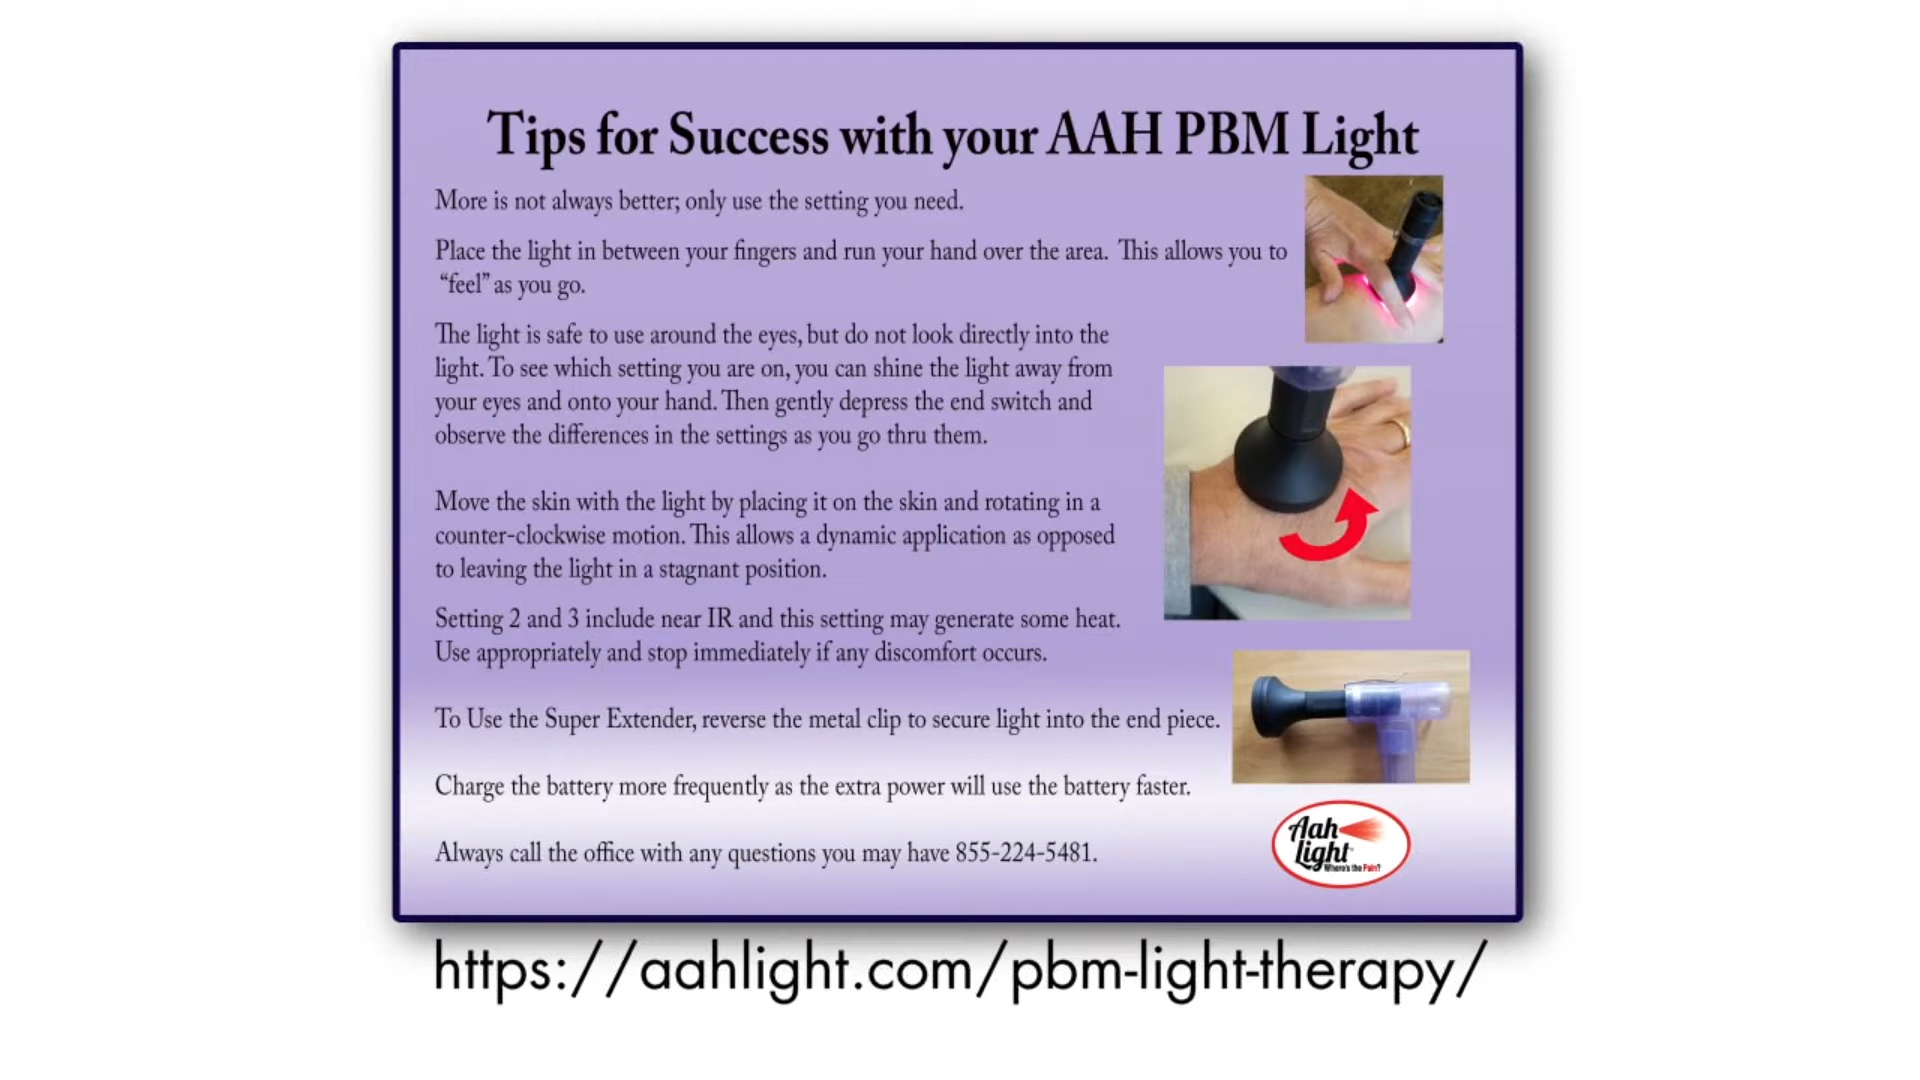 Tips for Success with your AAH PBM Light
More is not always better; only use the setting you need.
Place the light in between your fingers and run your hand over the area. This allows you to
“feel” as you go.
The light is safe to use around the eyes, but do not look directly into the
light. To see which setting you are on, you can shine the light away from
your eyes and onto your hand. Then gently depress the end switch and
observe the differences in the settings as you go thru them.
Move the skin with the light by placing it on the skin and rotating in a
counter-clockwise motion. This allows a dynamic application as opposed
to leaving the light in a stagnant position.
Setting 2 and 3 include near IR and this setting may generate some heat.
Use appropriately and stop immediately if any discomfort occurs.
To Use the Super Extender, reverse the metal clip to secure light into the end piece.
Charge the battery more frequently as the extra power will use the battery faster.
Always call the office with any questions you may have 855-224-5481.
Aah
Light
Where's the Pain?
https://aahlight.com/pbm-light-therapy/